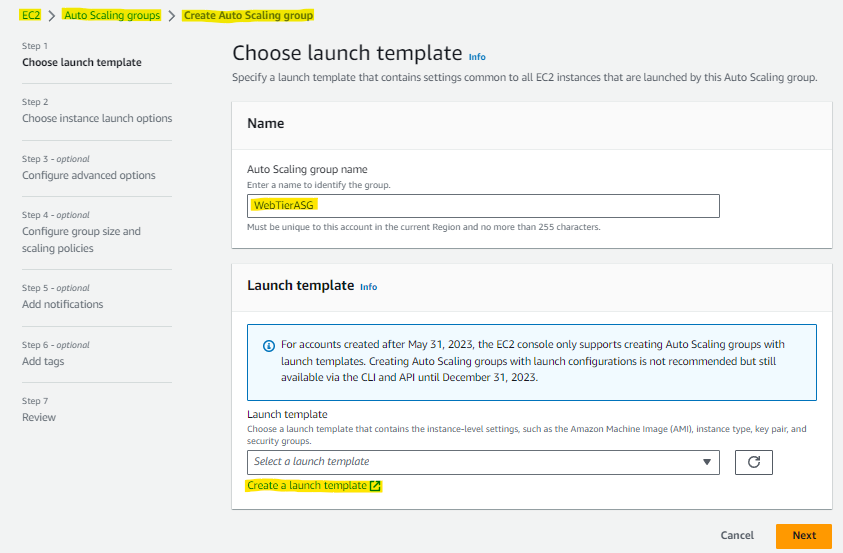 EC2 > Auto Scaling groups > Create Auto Scaling group
Step 1
Choose launch template
Step 2
Choose instance launch options
Step 3 - optional
Configure advanced options
Step 4 - optional
Configure group size and
scaling policies
Step 5 - optional
Add notifications
Step 6 - optional
Add tags
Step 7
Review
Choose launch template Info
Specify a launch template that contains settings common to all EC2 instances that are launched by this Auto Scaling group.
Name
Auto Scaling group name
Enter a name to identify the group.
WebTierASG
Must be unique to this account in the current Region and no more than 255 characters.
Launch template Info
For accounts created after May 31, 2023, the EC2 console only supports creating Auto Scaling groups with
launch templates. Creating Auto Scaling groups with launch configurations is not recommended but still
available via the CLI and API until December 31, 2023.
Launch template
Choose a launch template that contains the instance-level settings, such as the Amazon Machine Image (AMI), instance type, key pair, and
security groups.
Select a launch template
Create a launch template
Cancel
Next